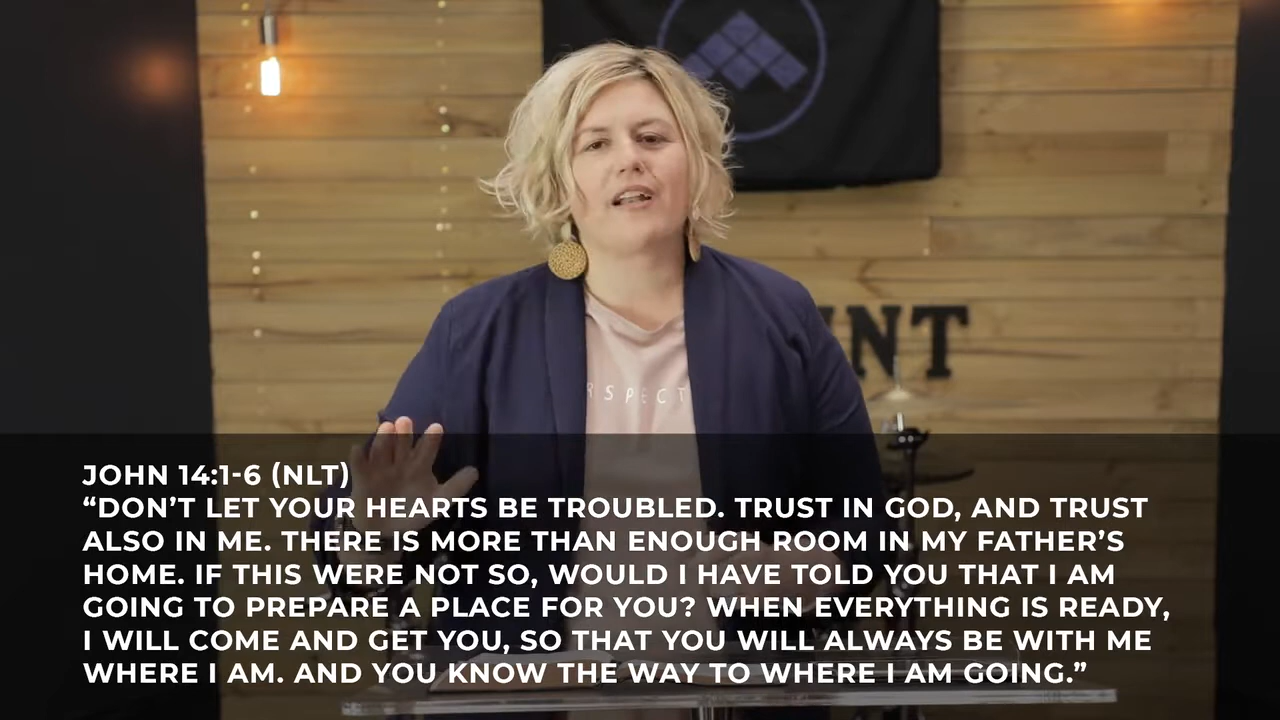 UNT
RSPECT
JOHN 14:1-6 (NLT)
“DON’T LET YOUR HEARTS BE TROUBLED. TRUST IN GOD, AND TRUST
ALSO IN ME. THERE IS MORE THAN ENOUGH ROOM IN MY FATHER’S
HOME. IF THIS WERE NOT SO, WOULD I HAVE TOLD YOU THAT I AM
GOING TO PREPARE A PLACE FOR YOU? WHEN EVERYTHING IS READY,
I WILL COME AND GET YOU, SO THAT YOU WILL ALWAYS BE WITH ME
WHERE I AM. AND YOU KNOW THE WAY TO WHERE I AM GOING.”